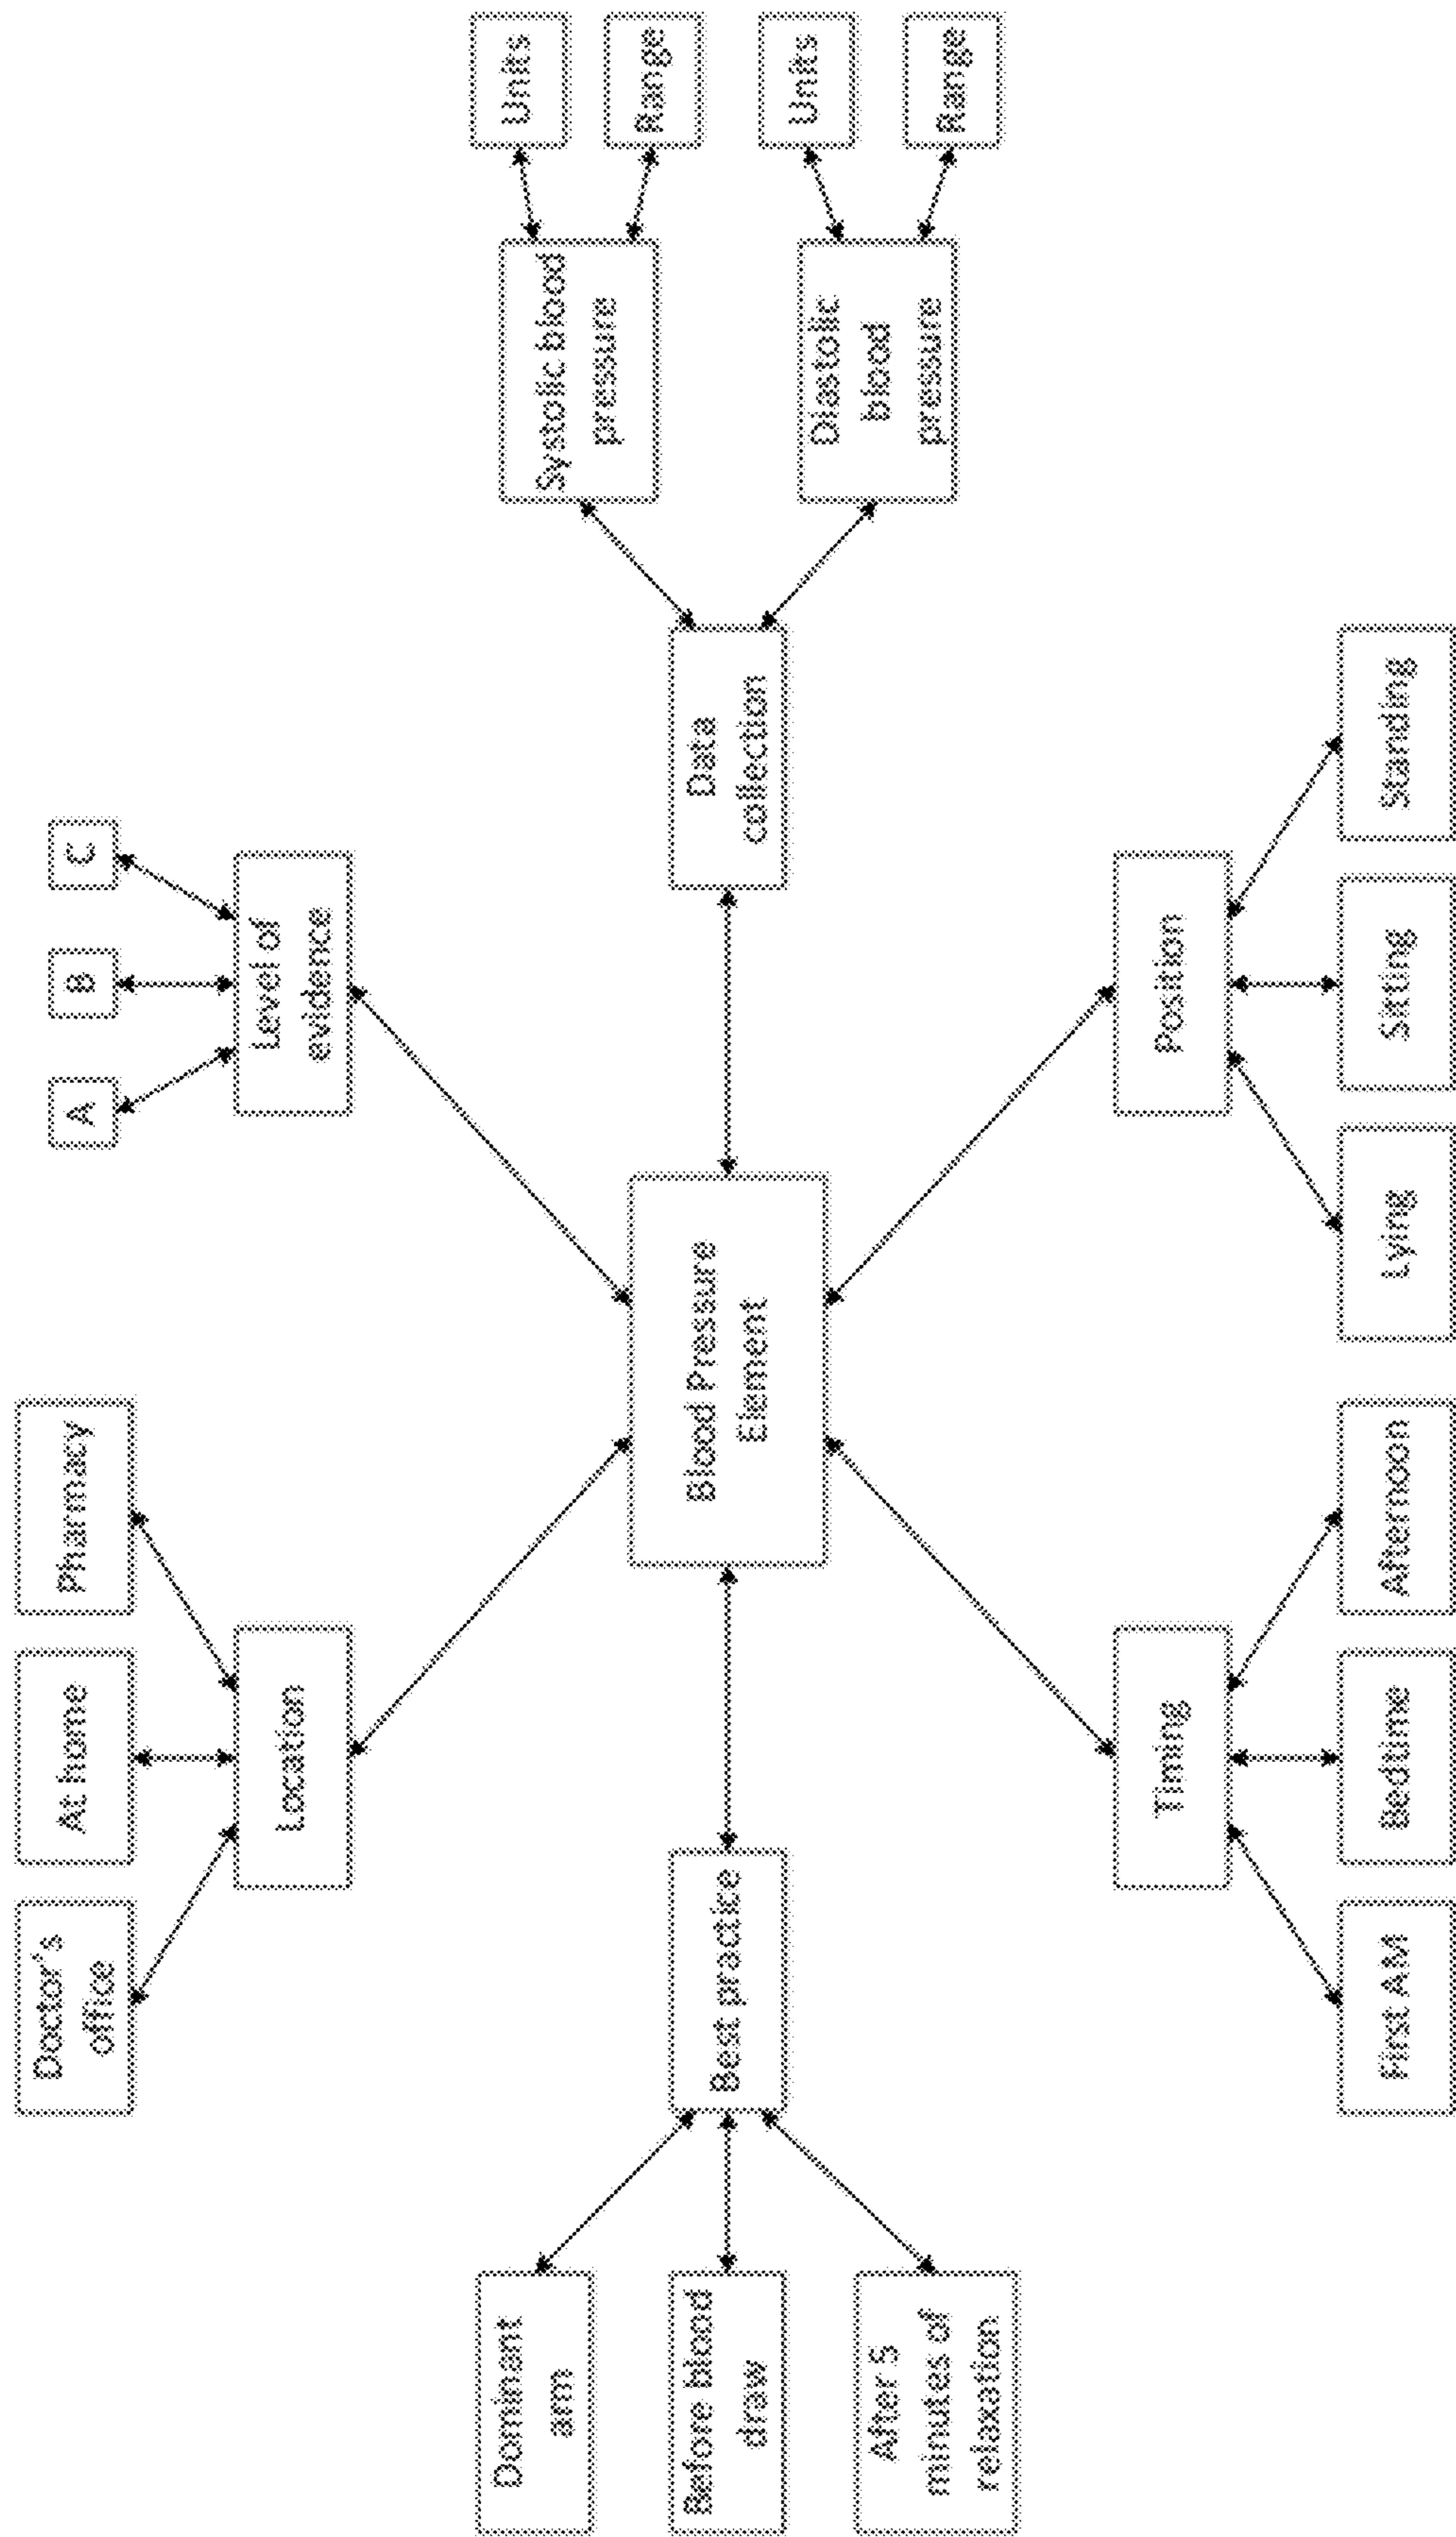 Doctor's
office
At home
Pharmacy
A
B
C
Location
Level of
evidence
Dominant
arm
Before blood
draw
After 5
minutes of
relaxation
Best practice
Blood Pressure
Element
Data
collection
Systolic blood
pressure
Units
Range
Diastolic
blood
pressure
Units
Range
Timing
Position
First AM
Bedtime
Afternoon
Lying
Sitting
Standing